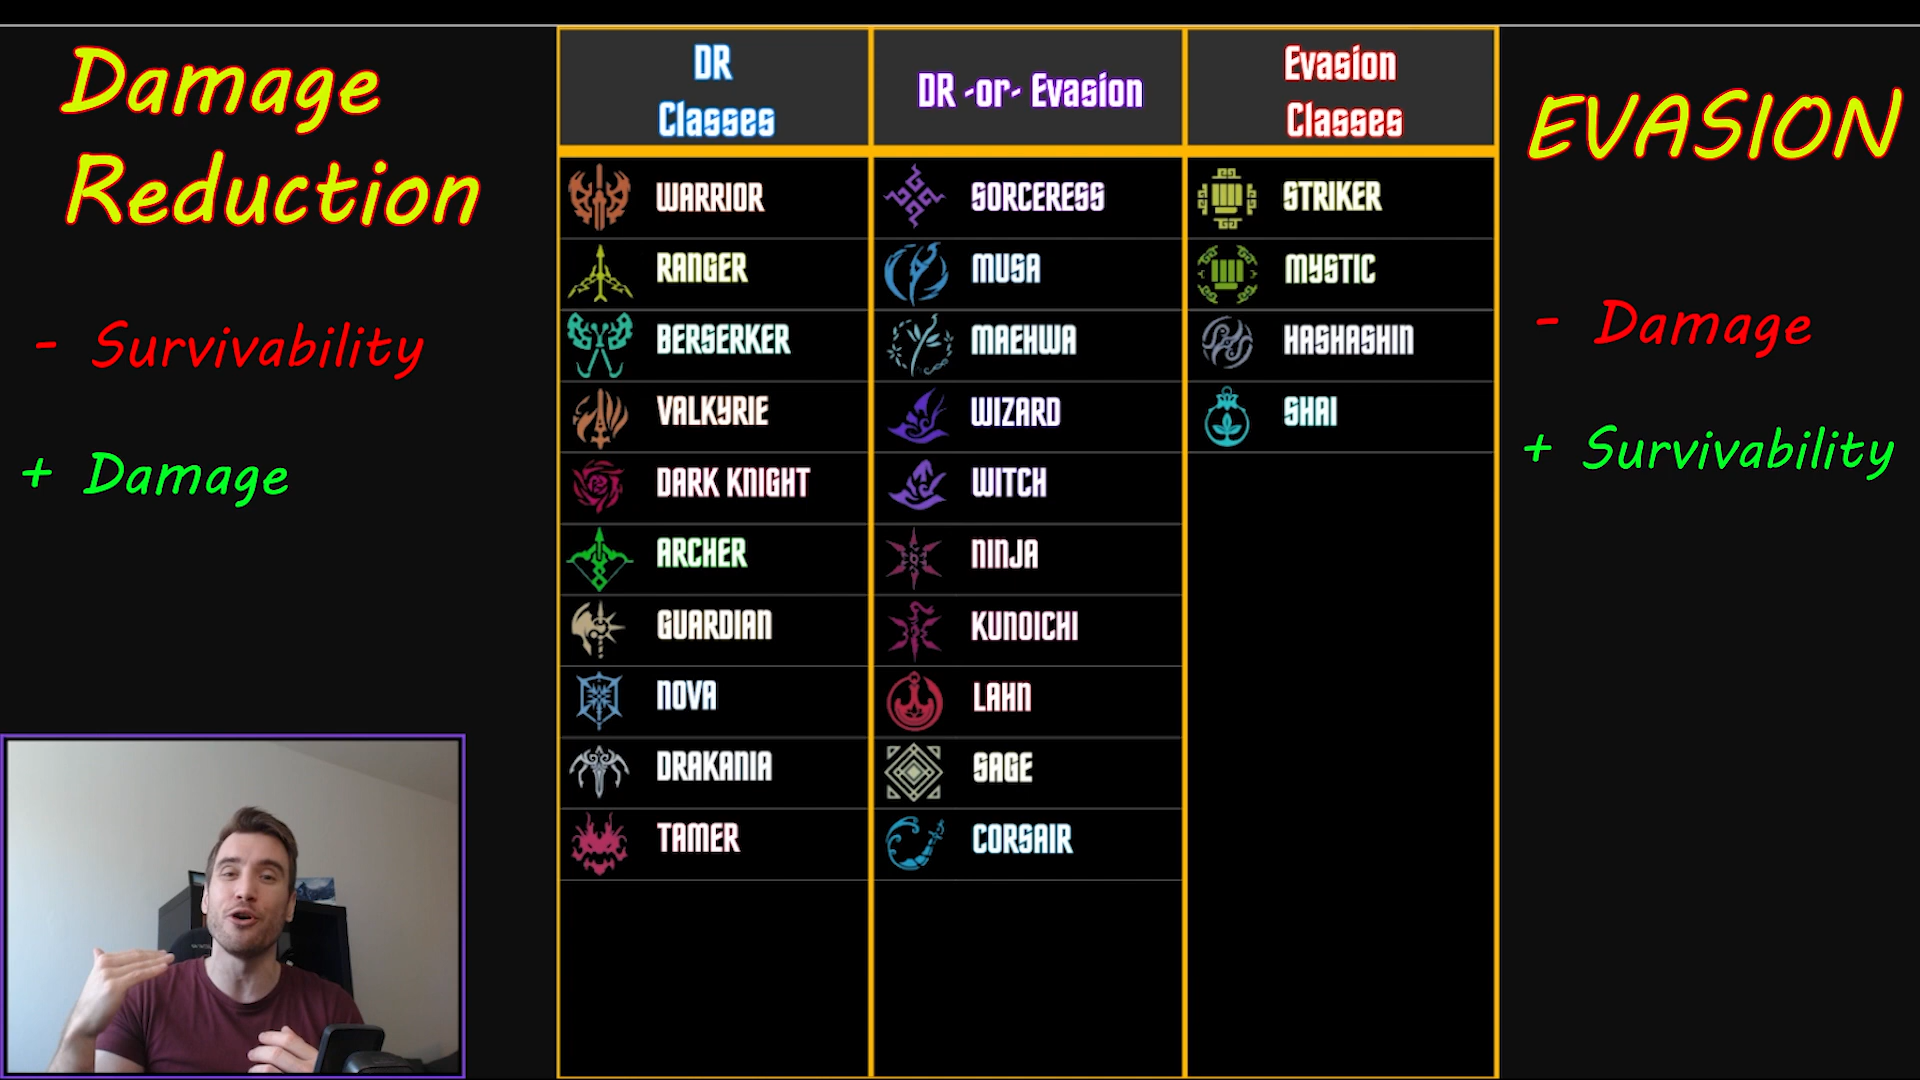 Damage
Reduction
- Survivability
+ Damage
DR
Classes
WARRIOR
RANGER
BERSERKER
VALKYRIE
DARK KNIGHT
ARCHER
GUARDIAN
NOVA
DRAKANIA
TAMER
DR -or- Evasion
SORCERESS
MUSA
MAEHWA
WIZARD
WITCH
NINJA
KUNOICHI
LAHN
SAGE
CORSAIR
Evasion
Classes
STRIKER
MYSTIC
HASHASHIN
SHAI
EVASION
- Damage
+ Survivability